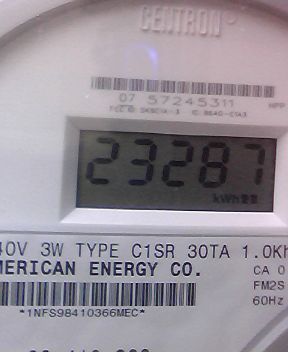 CENTRON
07 57245311
HPP
23287
kWh
40V 3W TYPE C1SR 30TA 1.0Kh
MERICAN ENERGY CO.
CA 0
FM2S
60Hz
*1NFS98410366MEC*